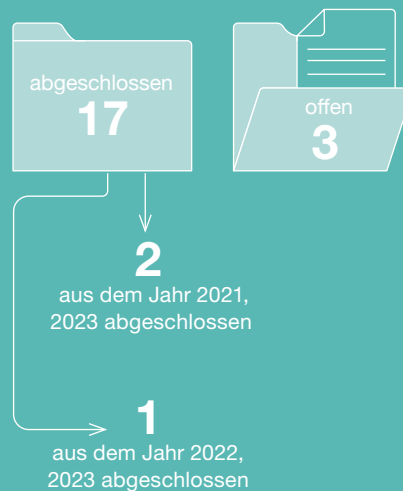 abgeschlossen
17
offen
3
2
aus dem Jahr 2021,
2023 abgeschlossen
1
aus dem Jahr 2022,
2023 abgeschlossen